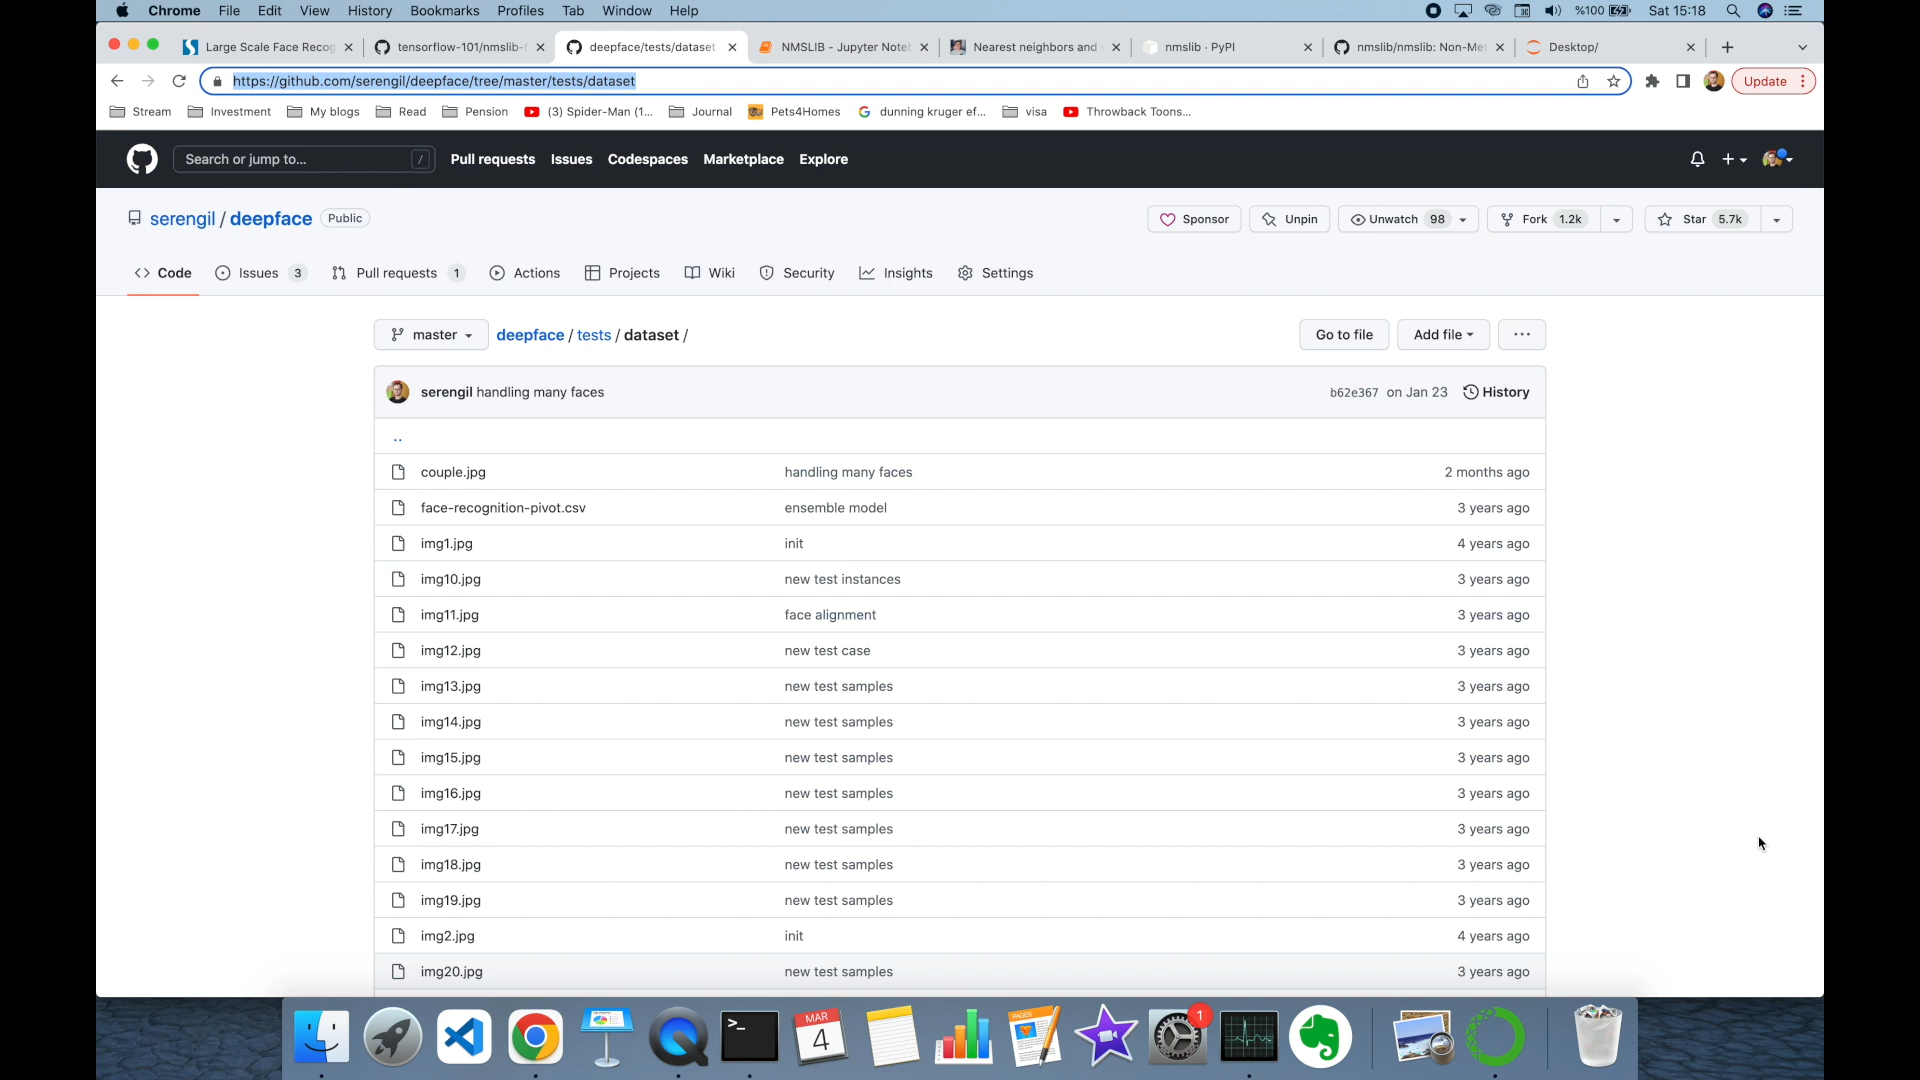 Chrome File Edit View History Bookmarks Profiles Tab Window Help %100 Sat 15:18
Large Scale Face Recog tensorflow-101/nmslib- deepface/tests/dataset NMSLIB - Jupyter Note Nearest neighbors and nmslib · PyPI nmslib/nmslib: Non-Me Desktop/
https://github.com/serengil/deepface/tree/master/tests/dataset Update
Stream Investment My blogs Read Pension (3) Spider-Man (1... Journal Pets4Homes dunning kruger ef... visa Throwback Toons...
Search or jump to... / Pull requests Issues Codespaces Marketplace Explore
serengil / deepface Public Sponsor Unpin Unwatch 98 Fork 1.2k Star 5.7k
Code Issues 3 Pull requests 1 Actions Projects Wiki Security Insights Settings
master deepface / tests / dataset / Go to file Add file ...
serengil handling many faces b62e367 on Jan 23 History
..
couple.jpg handling many faces 2 months ago
face-recognition-pivot.csv ensemble model 3 years ago
img1.jpg init 4 years ago
img10.jpg new test instances 3 years ago
img11.jpg face alignment 3 years ago
img12.jpg new test case 3 years ago
img13.jpg new test samples 3 years ago
img14.jpg new test samples 3 years ago
img15.jpg new test samples 3 years ago
img16.jpg new test samples 3 years ago
img17.jpg new test samples 3 years ago
img18.jpg new test samples 3 years ago
img19.jpg new test samples 3 years ago
img2.jpg init 4 years ago
img20.jpg new test samples 3 years ago
MAR 1
4 PAGES